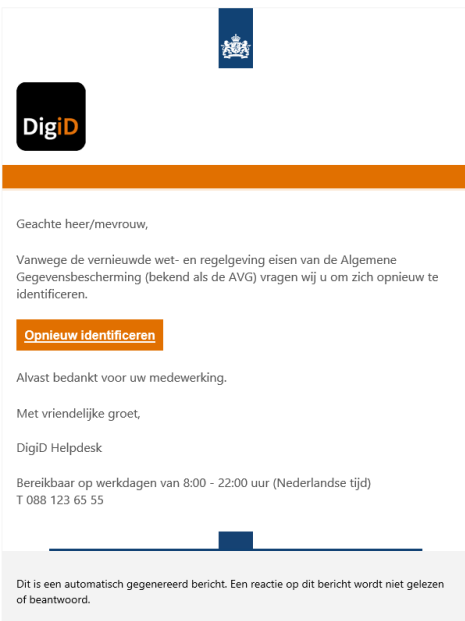 DigiD
Geachte heer/mevrouw,
Vanwege de vernieuwde wet- en regelgeving eisen van de Algemene
Gegevensbescherming (bekend als de AVG) vragen wij u om zich opnieuw te
identificeren.
Opnieuw identificeren
Alvast bedankt voor uw medewerking.
Met vriendelijke groet,
DigiD Helpdesk
Bereikbaar op werkdagen van 8:00 - 22:00 uur (Nederlandse tijd)
T 088 123 65 55
Dit is een automatisch gegenereerd bericht. Een reactie op dit bericht wordt niet gelezen
of beantwoord.